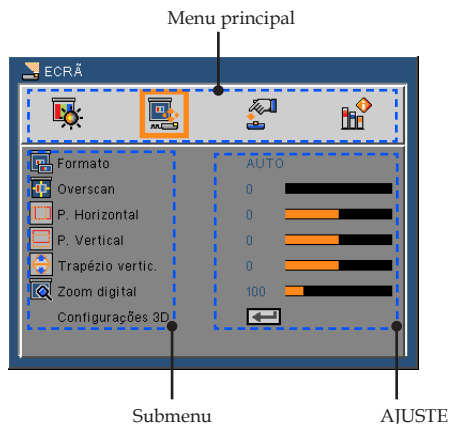 Menu principal
ECRÃ
Formato AUTO
Overscan 0
P. Horizontal 0
P. Vertical 0
Trapézio vertic. 0
Zoom digital 100
Configurações 3D
Submenu AJUSTE